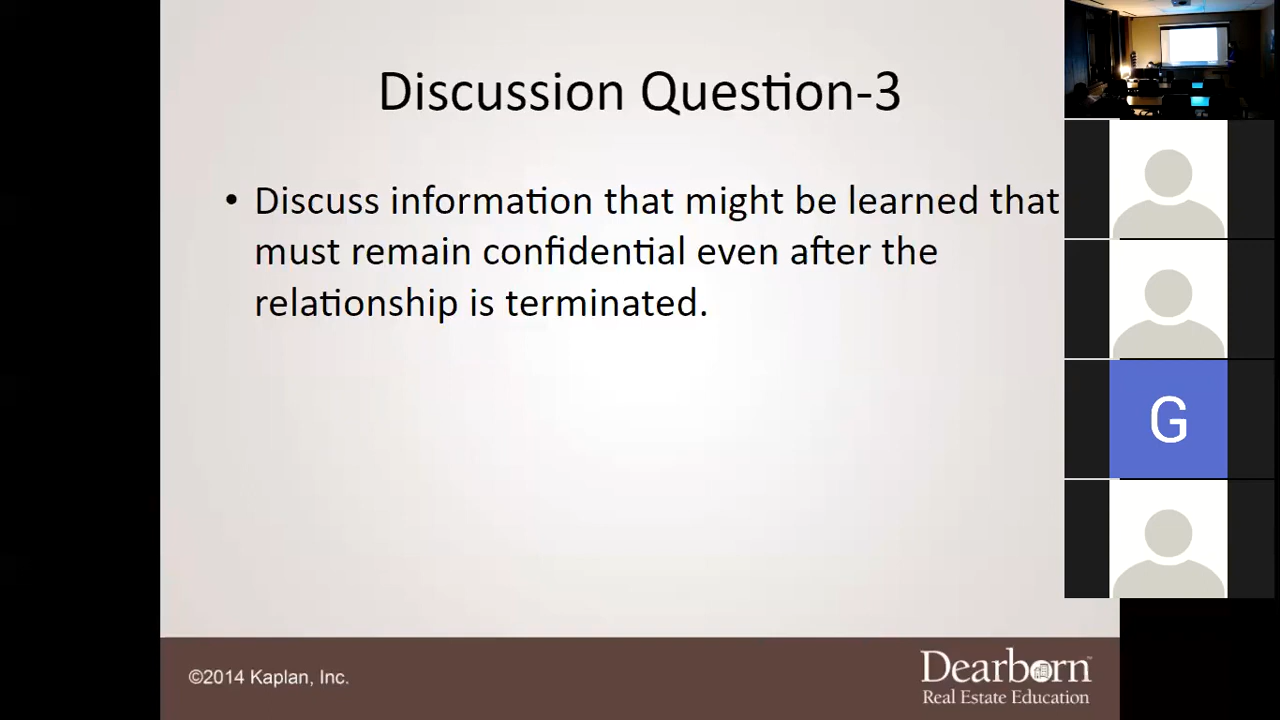 Discussion Question-3
• Discuss information that might be learned that
must remain confidential even after the
relationship is terminated.
G
©2014 Kaplan, Inc.
Dearborn™
Real Estate Education